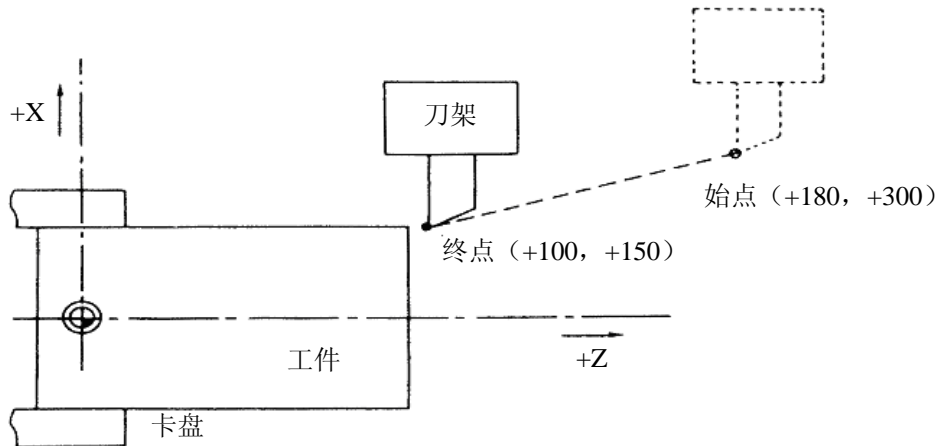 刀架
+X
始点（+180，+300）
终点（+100，+150）
+Z
工件
卡盘